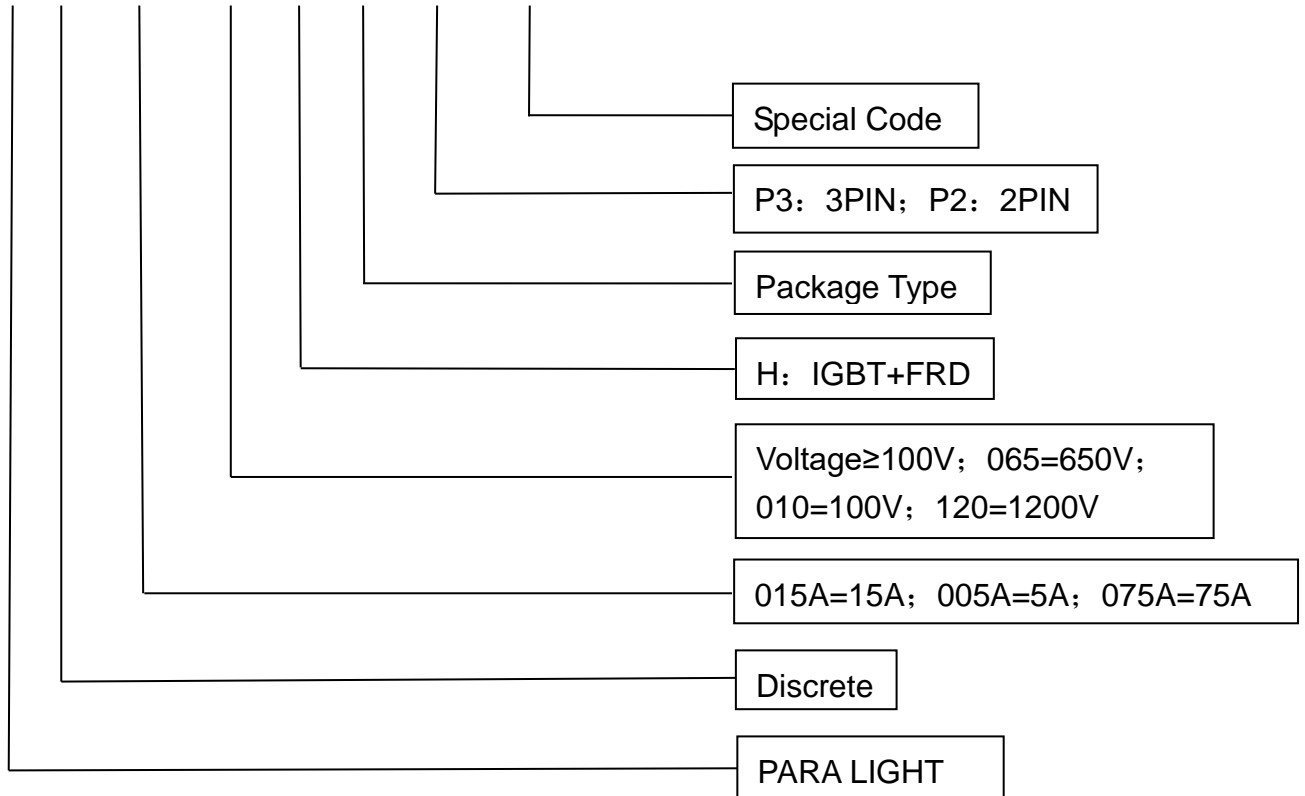 Special Code
P3：3PIN；P2：2PIN
Package Type
H：IGBT+FRD
Voltage≥100V；065=650V；
010=100V；120=1200V
015A=15A；005A=5A；075A=75A
Discrete
PARA LIGHT